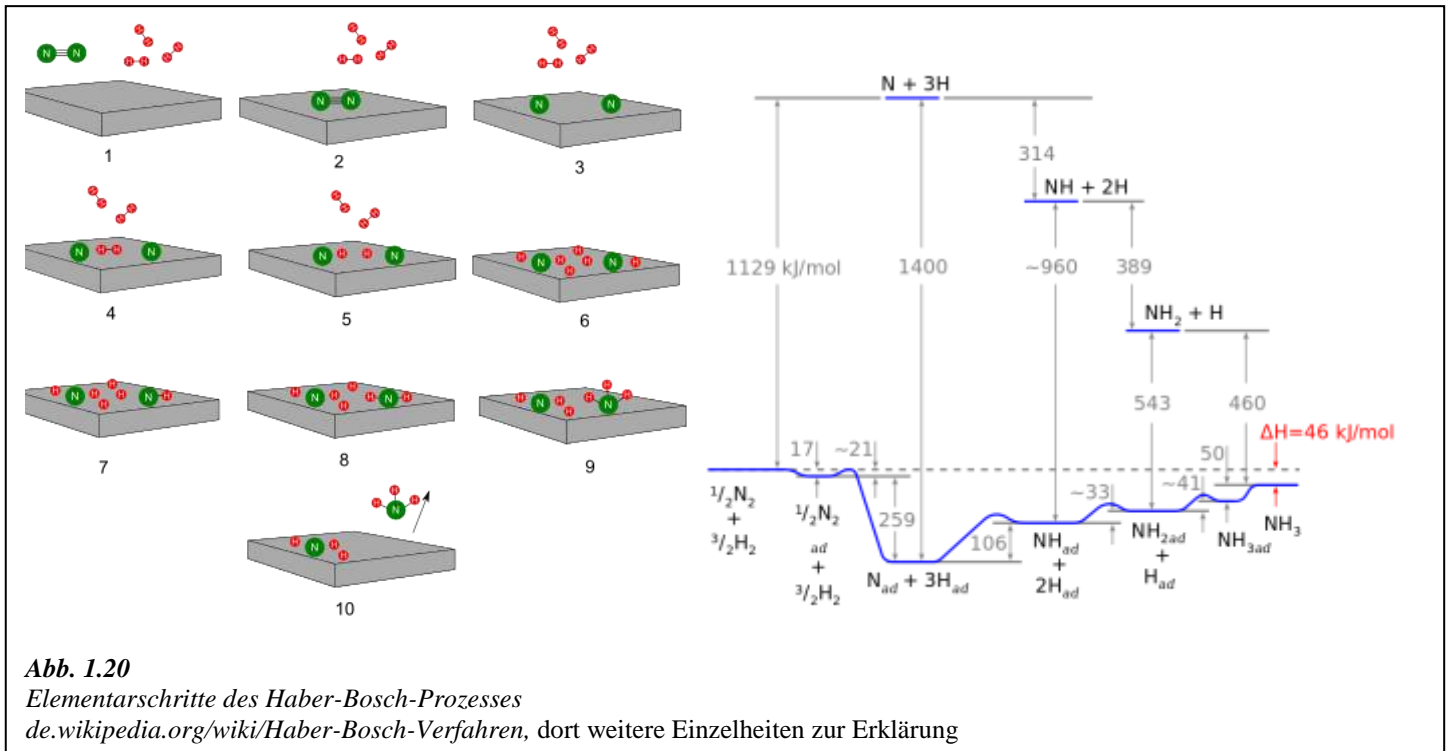 N N H H
N N H H
N N H H
1 2 3
N H H N
N H H N
H N H H H H N H
4 5 6
H N H H H N H
H N H H H N H
H N H H H H N H
7 8 9
H H N H
H N H H
10
N + 3H
314
NH + 2H
1129 kJ/mol
1400
~960
389
NH2 + H
543
460
ΔH=46 kJ/mol
17
~21
50
259
~33
~41
106
1/2N2
+
3/2H2
1/2N2
ad
+
3/2H2
Nad + 3Had
NHad
+
2Had
NH2ad
+
Had
NH3ad
NH3
Abb. 1.20
Elementarschritte des Haber-Bosch-Prozesses
de.wikipedia.org/wiki/Haber-Bosch-Verfahren, dort weitere Einzelheiten zur Erklärung